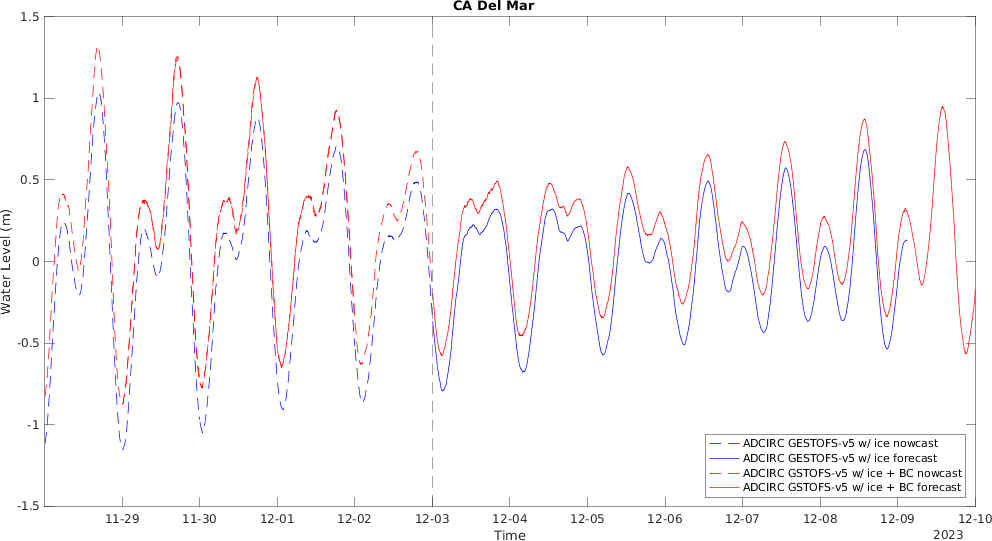 CA Del Mar
1.5
1
0.5
0
-0.5
-1
-1.5
Water Level (m)
11-29
11-30
12-01
12-02
12-03
12-04
12-05
12-06
12-07
12-08
12-09
12-10
Time
2023
ADCIRC GESTOFS-v5 w/ ice nowcast
ADCIRC GESTOFS-v5 w/ ice forecast
ADCIRC GSTOFS-v5 w/ ice + BC nowcast
ADCIRC GSTOFS-v5 w/ ice + BC forecast